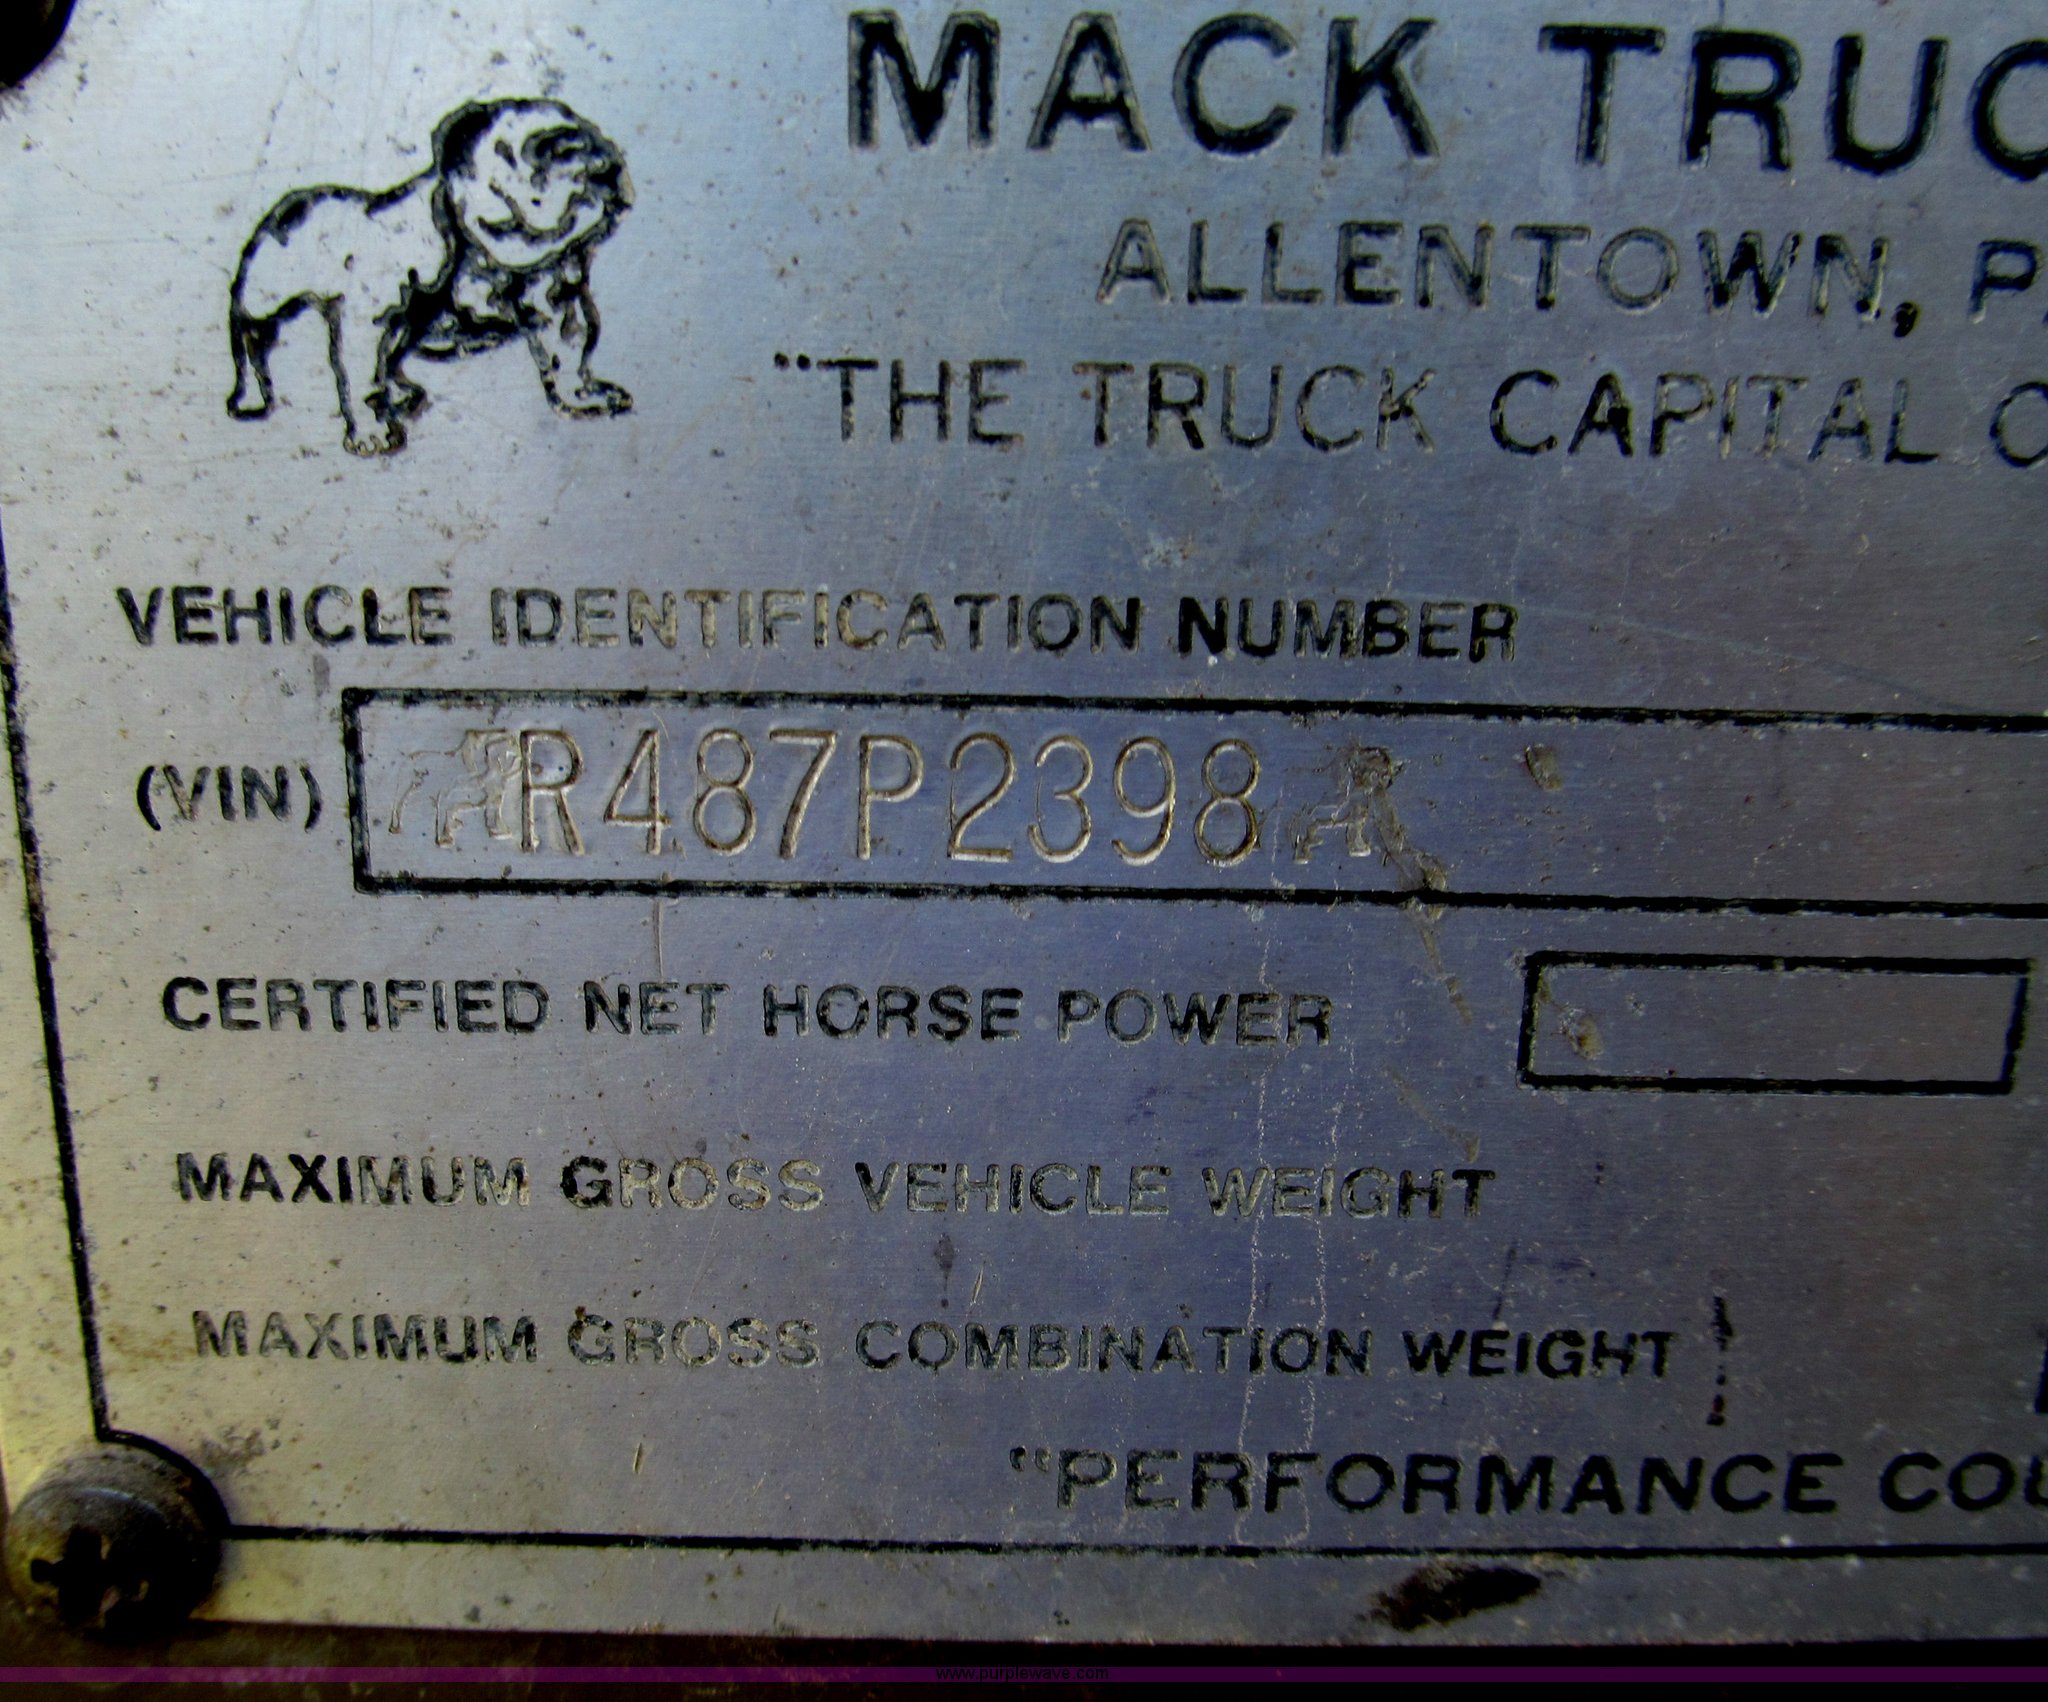 MACK TRUC
ALLENTOWN, P
"THE TRUCK CAPITAL O
VEHICLE IDENTIFICATION NUMBER
(VIN) R487P2398
CERTIFIED NET HORSE POWER
MAXIMUM GROSS VEHICLE WEIGHT
MAXIMUM GROSS COMBINATION WEIGHT
"PERFORMANCE COU
www.purplewave.com